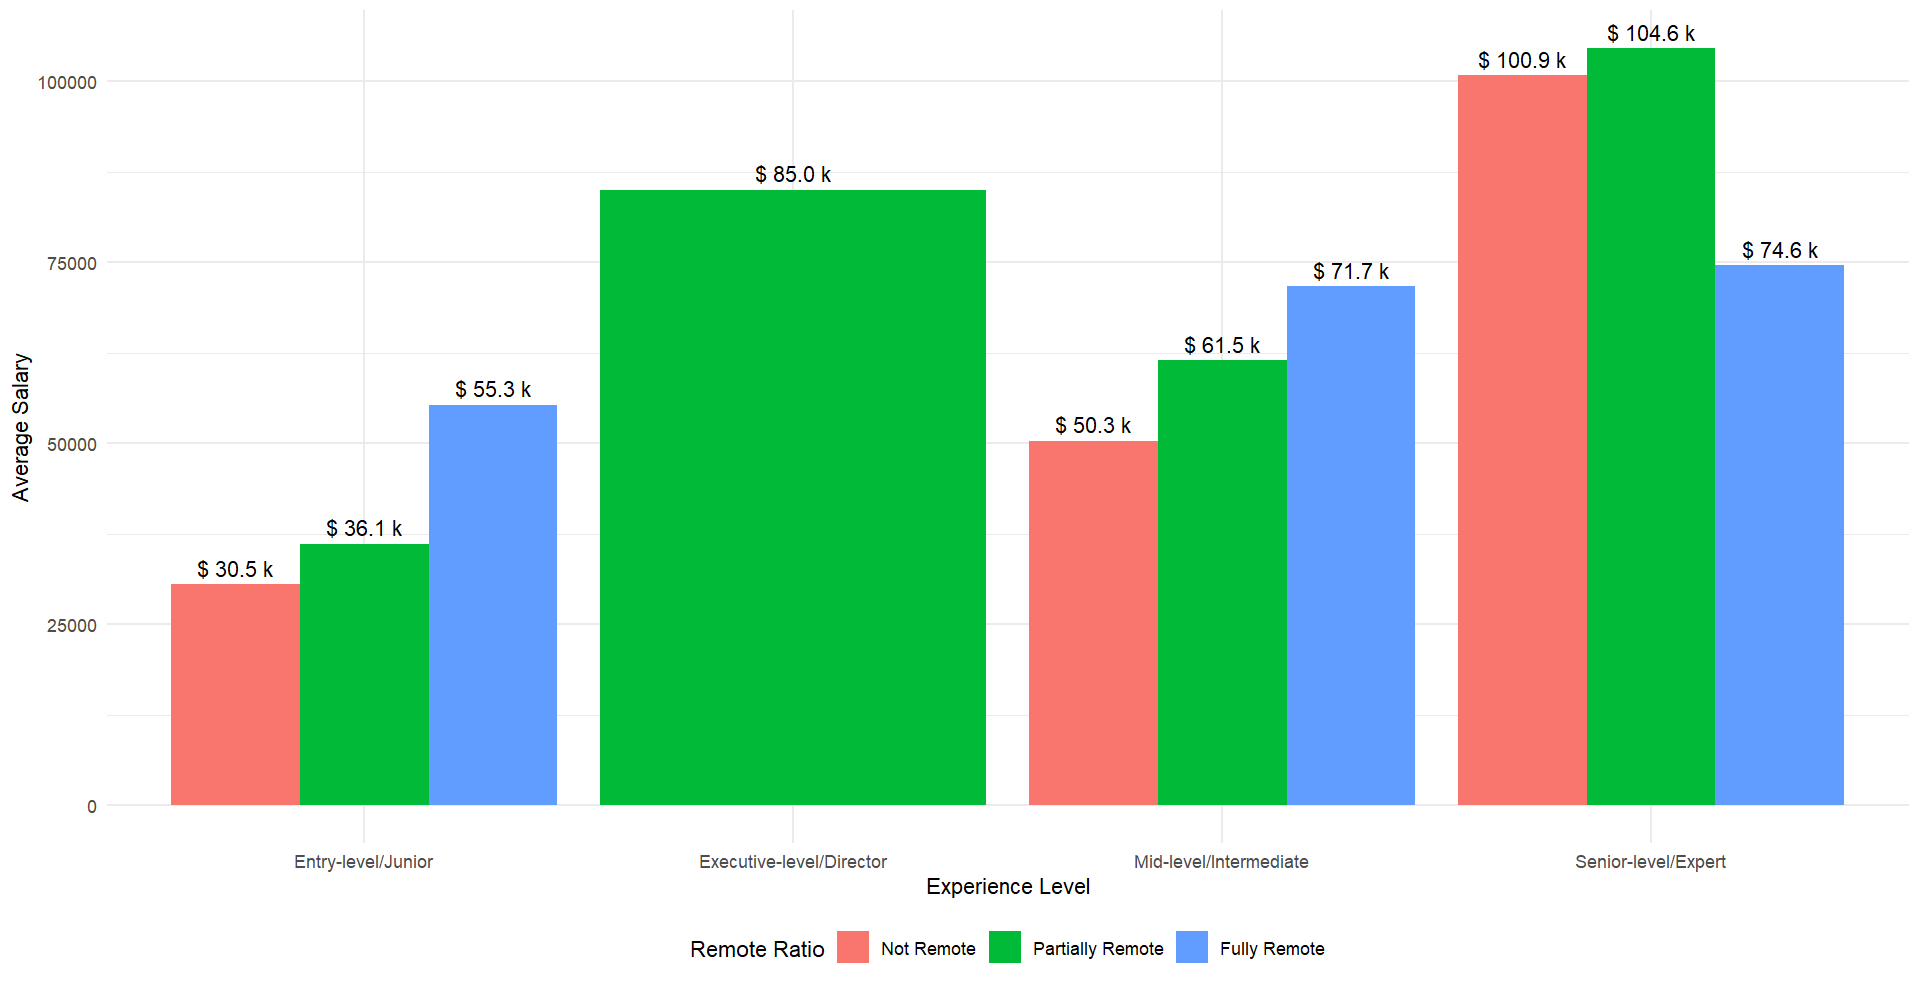 $ 104.6 k
$ 100.9 k
100000
$ 85.0 k
75000
$ 74.6 k
$ 71.7 k
$ 61.5 k
$ 55.3 k
$ 50.3 k
50000
$ 36.1 k
$ 30.5 k
25000
0
Average Salary
Entry-level/Junior
Executive-level/Director
Mid-level/Intermediate
Senior-level/Expert
Experience Level
Remote Ratio
Not Remote
Partially Remote
Fully Remote